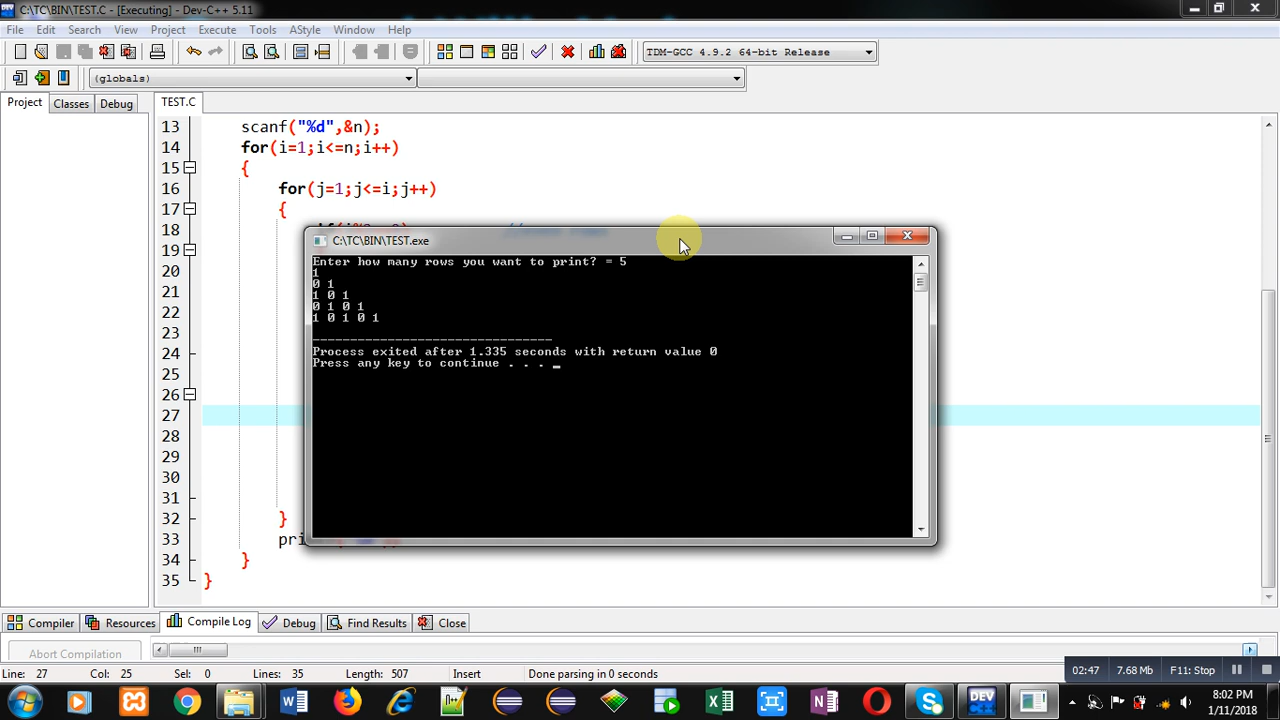 C:\TC\BIN\TEST.C - [Executing] - Dev-C++ 5.11
File Edit Search View Project Execute Tools AStyle Window Help
TDM-GCC 4.9.2 64-bit Release
(globals)
Project Classes Debug TEST.C
13 scanf("%d",&n);
14 for(i=1;i<=n;i++)
15 {
16 for(j=1;j<=i;j++)
17 {
18
19
20
21
22
23
24
25
26
27
28
29
30
31
32 }
33
34 }
35 }
C:\TC\BIN\TEST.exe
Enter how many rows you want to print? = 5
1
0 1
1 0 1
0 1 0 1
1 0 1 0 1
--------------------------------
Process exited after 1.335 seconds with return value 0
Press any key to continue . . . _
Compiler Resources Compile Log Debug Find Results Close
Abort Compilation
Line: 27 Col: 25 Sel: 0 Lines: 35 Length: 507 Insert Done parsing in 0 seconds
02:47 7.68 Mb F11: Stop
8:02 PM
1/11/2018